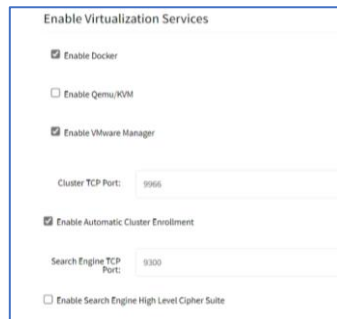 Enable Virtualization Services
Enable Docker
Enable Qemu/KVM
Enable VMware Manager
Cluster TCP Port: 9966
Enable Automatic Cluster Enrollment
Search Engine TCP
Port: 9300
Enable Search Engine High Level Cipher Suite